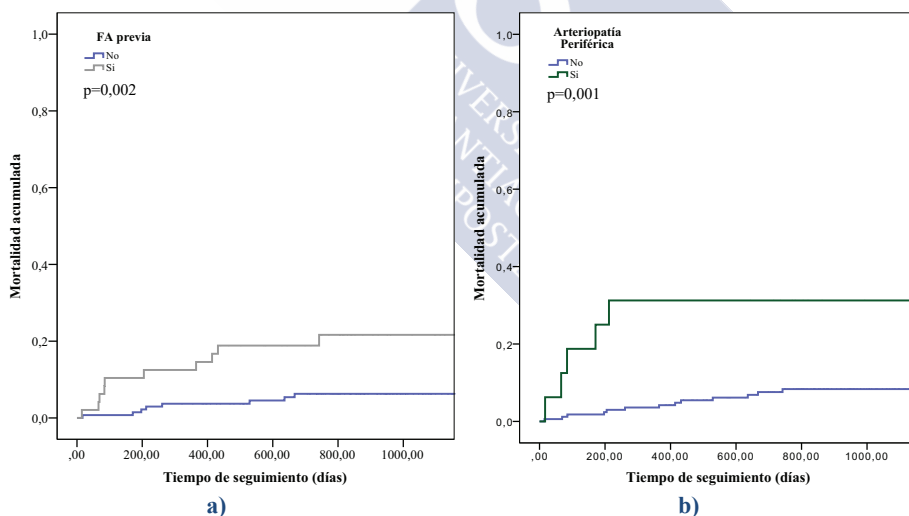 FA previa
No
Si
p=0,002
1,0
0,8
0,6
0,4
0,2
0,0
Mortalidad acumulada
,00
200,00
400,00
600,00
800,00
1000,00
Tiempo de seguimiento (días)
a)
Arteriopatía
Periférica
No
Si
p=0,001
1,0
0,8
0,6
0,4
0,2
0,0
Mortalidad acumulada
,00
200,00
400,00
600,00
800,00
1000,00
Tiempo de seguimiento (días)
b)